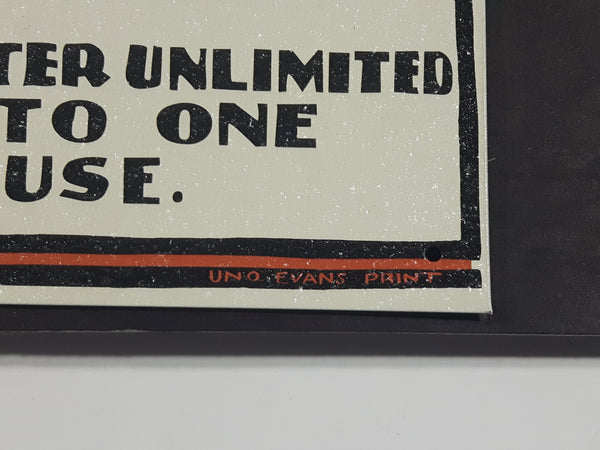 TER UNLIMITED
TO ONE
USE.
UNO EVANS PRINT